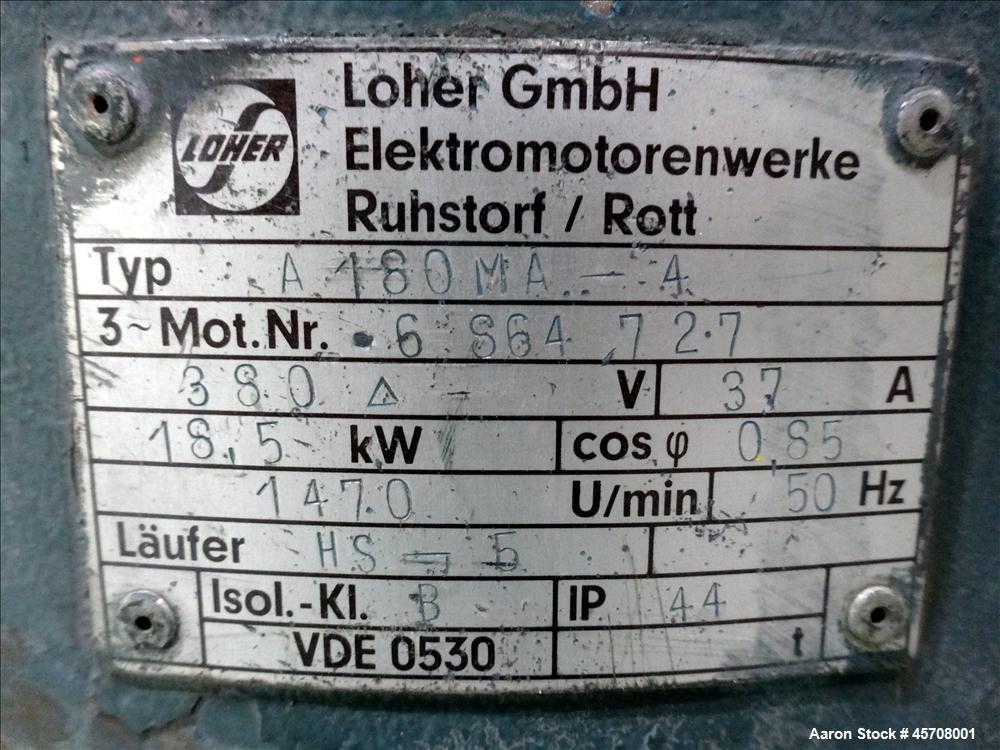 LOHER
Loher GmbH
Elektromotorenwerke
Ruhstorf / Rott
Typ A 180MA - 4
3~Mot.Nr. 6 864 727
380 △ - V 37 A
18,5 kW cos φ 0,85
1470 U/min 50 Hz
Läufer HS - 5
Isol.-Kl. B IP 44
VDE 0530 t
Aaron Stock # 45708001